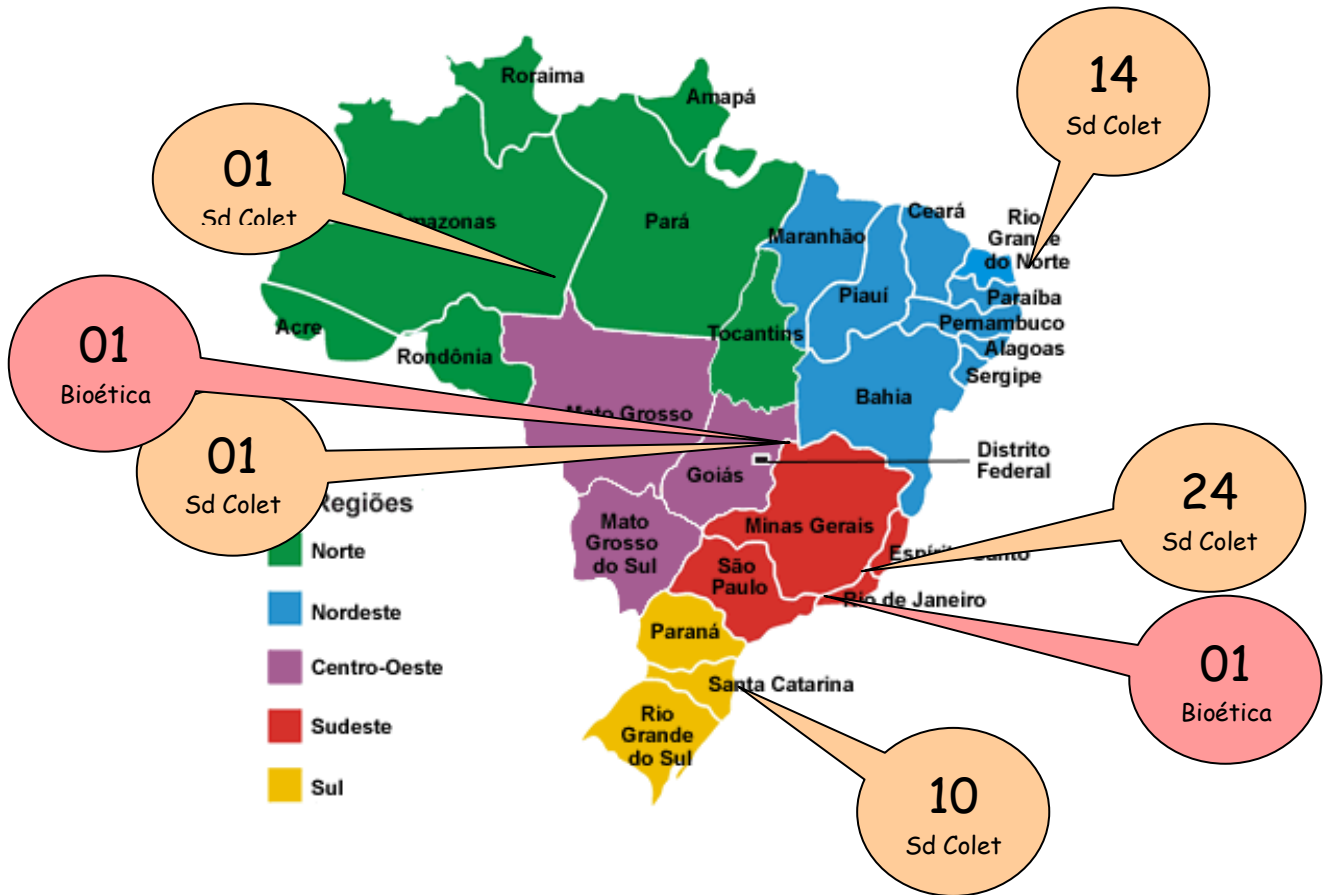 14
Sd Colet
Roraima
Amapá
01
Sd Colet
Amazonas
Pará
Maranhão
Ceará
Rio
Grande
do Norte
Piauí
Paraíba
Pernambuco
Alagoas
Sergipe
Acre
Rondônia
Tocantins
Bahia
01
Bioética
Mato Grosso
01
Sd Colet
Goiás
Distrito
Federal
Mato
Grosso
do Sul
Minas Gerais
Espírito Santo
24
Sd Colet
São
Paulo
Rio de Janeiro
01
Bioética
Paraná
Santa Catarina
Rio
Grande
do Sul
10
Sd Colet
Regiões
Norte
Nordeste
Centro-Oeste
Sudeste
Sul